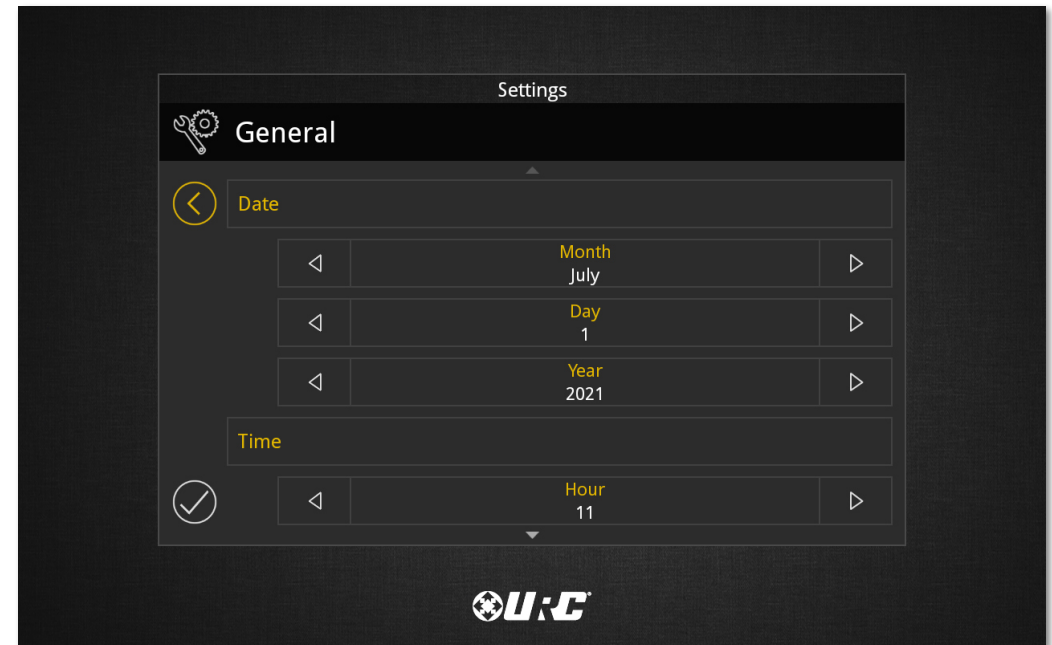 Settings
General
Date
Month
July
Day
1
Year
2021
Time
Hour
11
URC